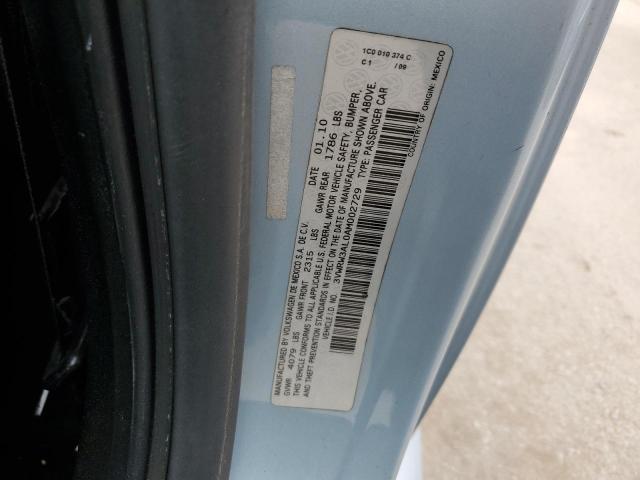 1C0 010 374 C
C 1 / 09
MANUFACTURED BY VOLKSWAGEN DE MEXICO S.A. DE C.V. DATE 01.10
GVWR 4079 LBS GAWR FRONT 2315 LBS GAWR REAR 1786 LBS
THIS VEHICLE CONFORMS TO ALL APPLICABLE U.S. FEDERAL MOTOR VEHICLE SAFETY, BUMPER,
AND THEFT PREVENTION STANDARDS IN EFFECT ON THE DATE OF MANUFACTURE SHOWN ABOVE.
VEHICLE I.D. NO. 3VWRW3AL0AM002729 TYPE: PASSENGER CAR
COUNTRY OF ORIGIN: MEXICO